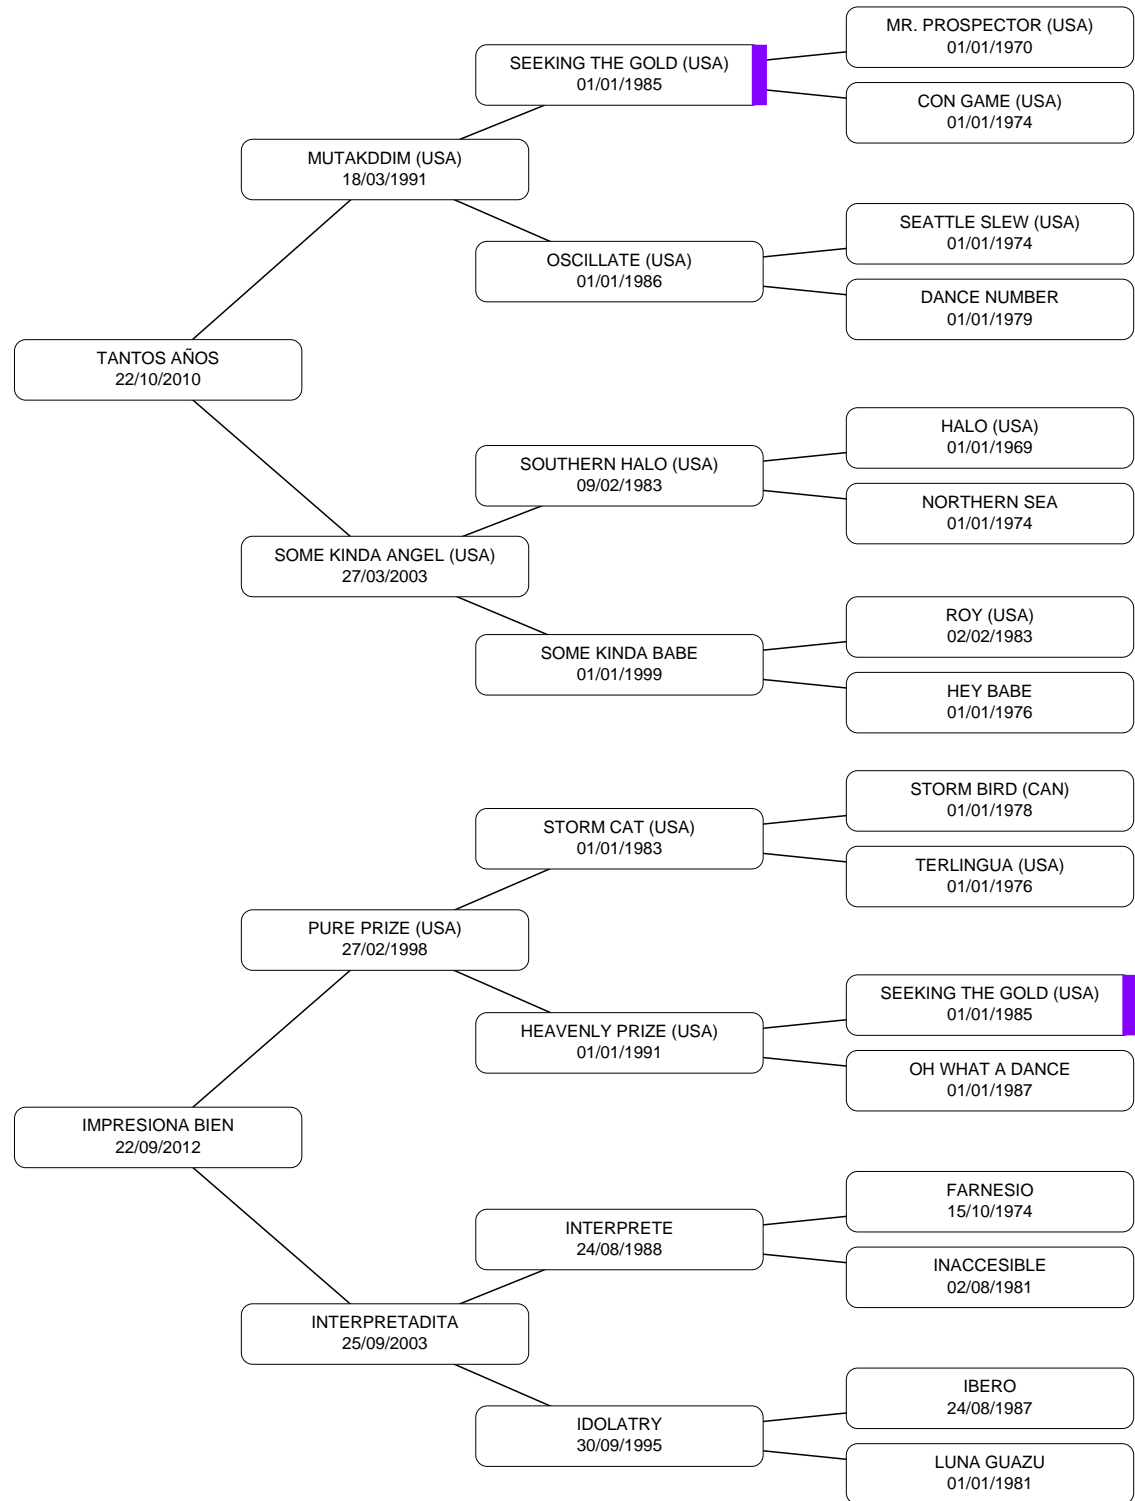 MR. PROSPECTOR (USA)
01/01/1970
SEEKING THE GOLD (USA)
01/01/1985
CON GAME (USA)
01/01/1974
MUTAKDDIM (USA)
18/03/1991
SEATTLE SLEW (USA)
01/01/1974
OSCILLATE (USA)
01/01/1986
DANCE NUMBER
01/01/1979
TANTOS AÑOS
22/10/2010
HALO (USA)
01/01/1969
SOUTHERN HALO (USA)
09/02/1983
NORTHERN SEA
01/01/1974
SOME KINDA ANGEL (USA)
27/03/2003
ROY (USA)
02/02/1983
SOME KINDA BABE
01/01/1999
HEY BABE
01/01/1976
STORM BIRD (CAN)
01/01/1978
STORM CAT (USA)
01/01/1983
TERLINGUA (USA)
01/01/1976
PURE PRIZE (USA)
27/02/1998
SEEKING THE GOLD (USA)
01/01/1985
HEAVENLY PRIZE (USA)
01/01/1991
OH WHAT A DANCE
01/01/1987
IMPRESIONA BIEN
22/09/2012
FARNESIO
15/10/1974
INTERPRETE
24/08/1988
INACCESIBLE
02/08/1981
INTERPRETADITA
25/09/2003
IBERO
24/08/1987
IDOLATRY
30/09/1995
LUNA GUAZU
01/01/1981